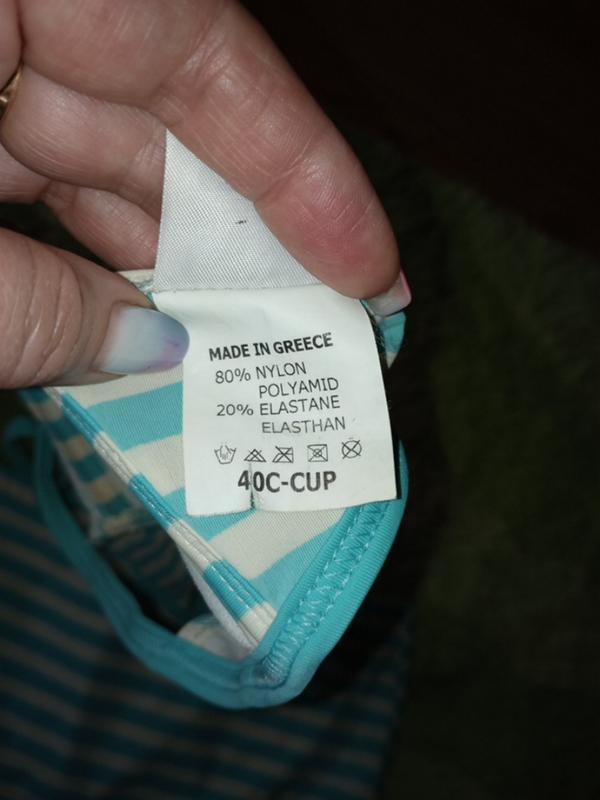 MADE IN GREECE
80% NYLON
POLYAMID
20% ELASTANE
ELASTHAN
40C-CUP